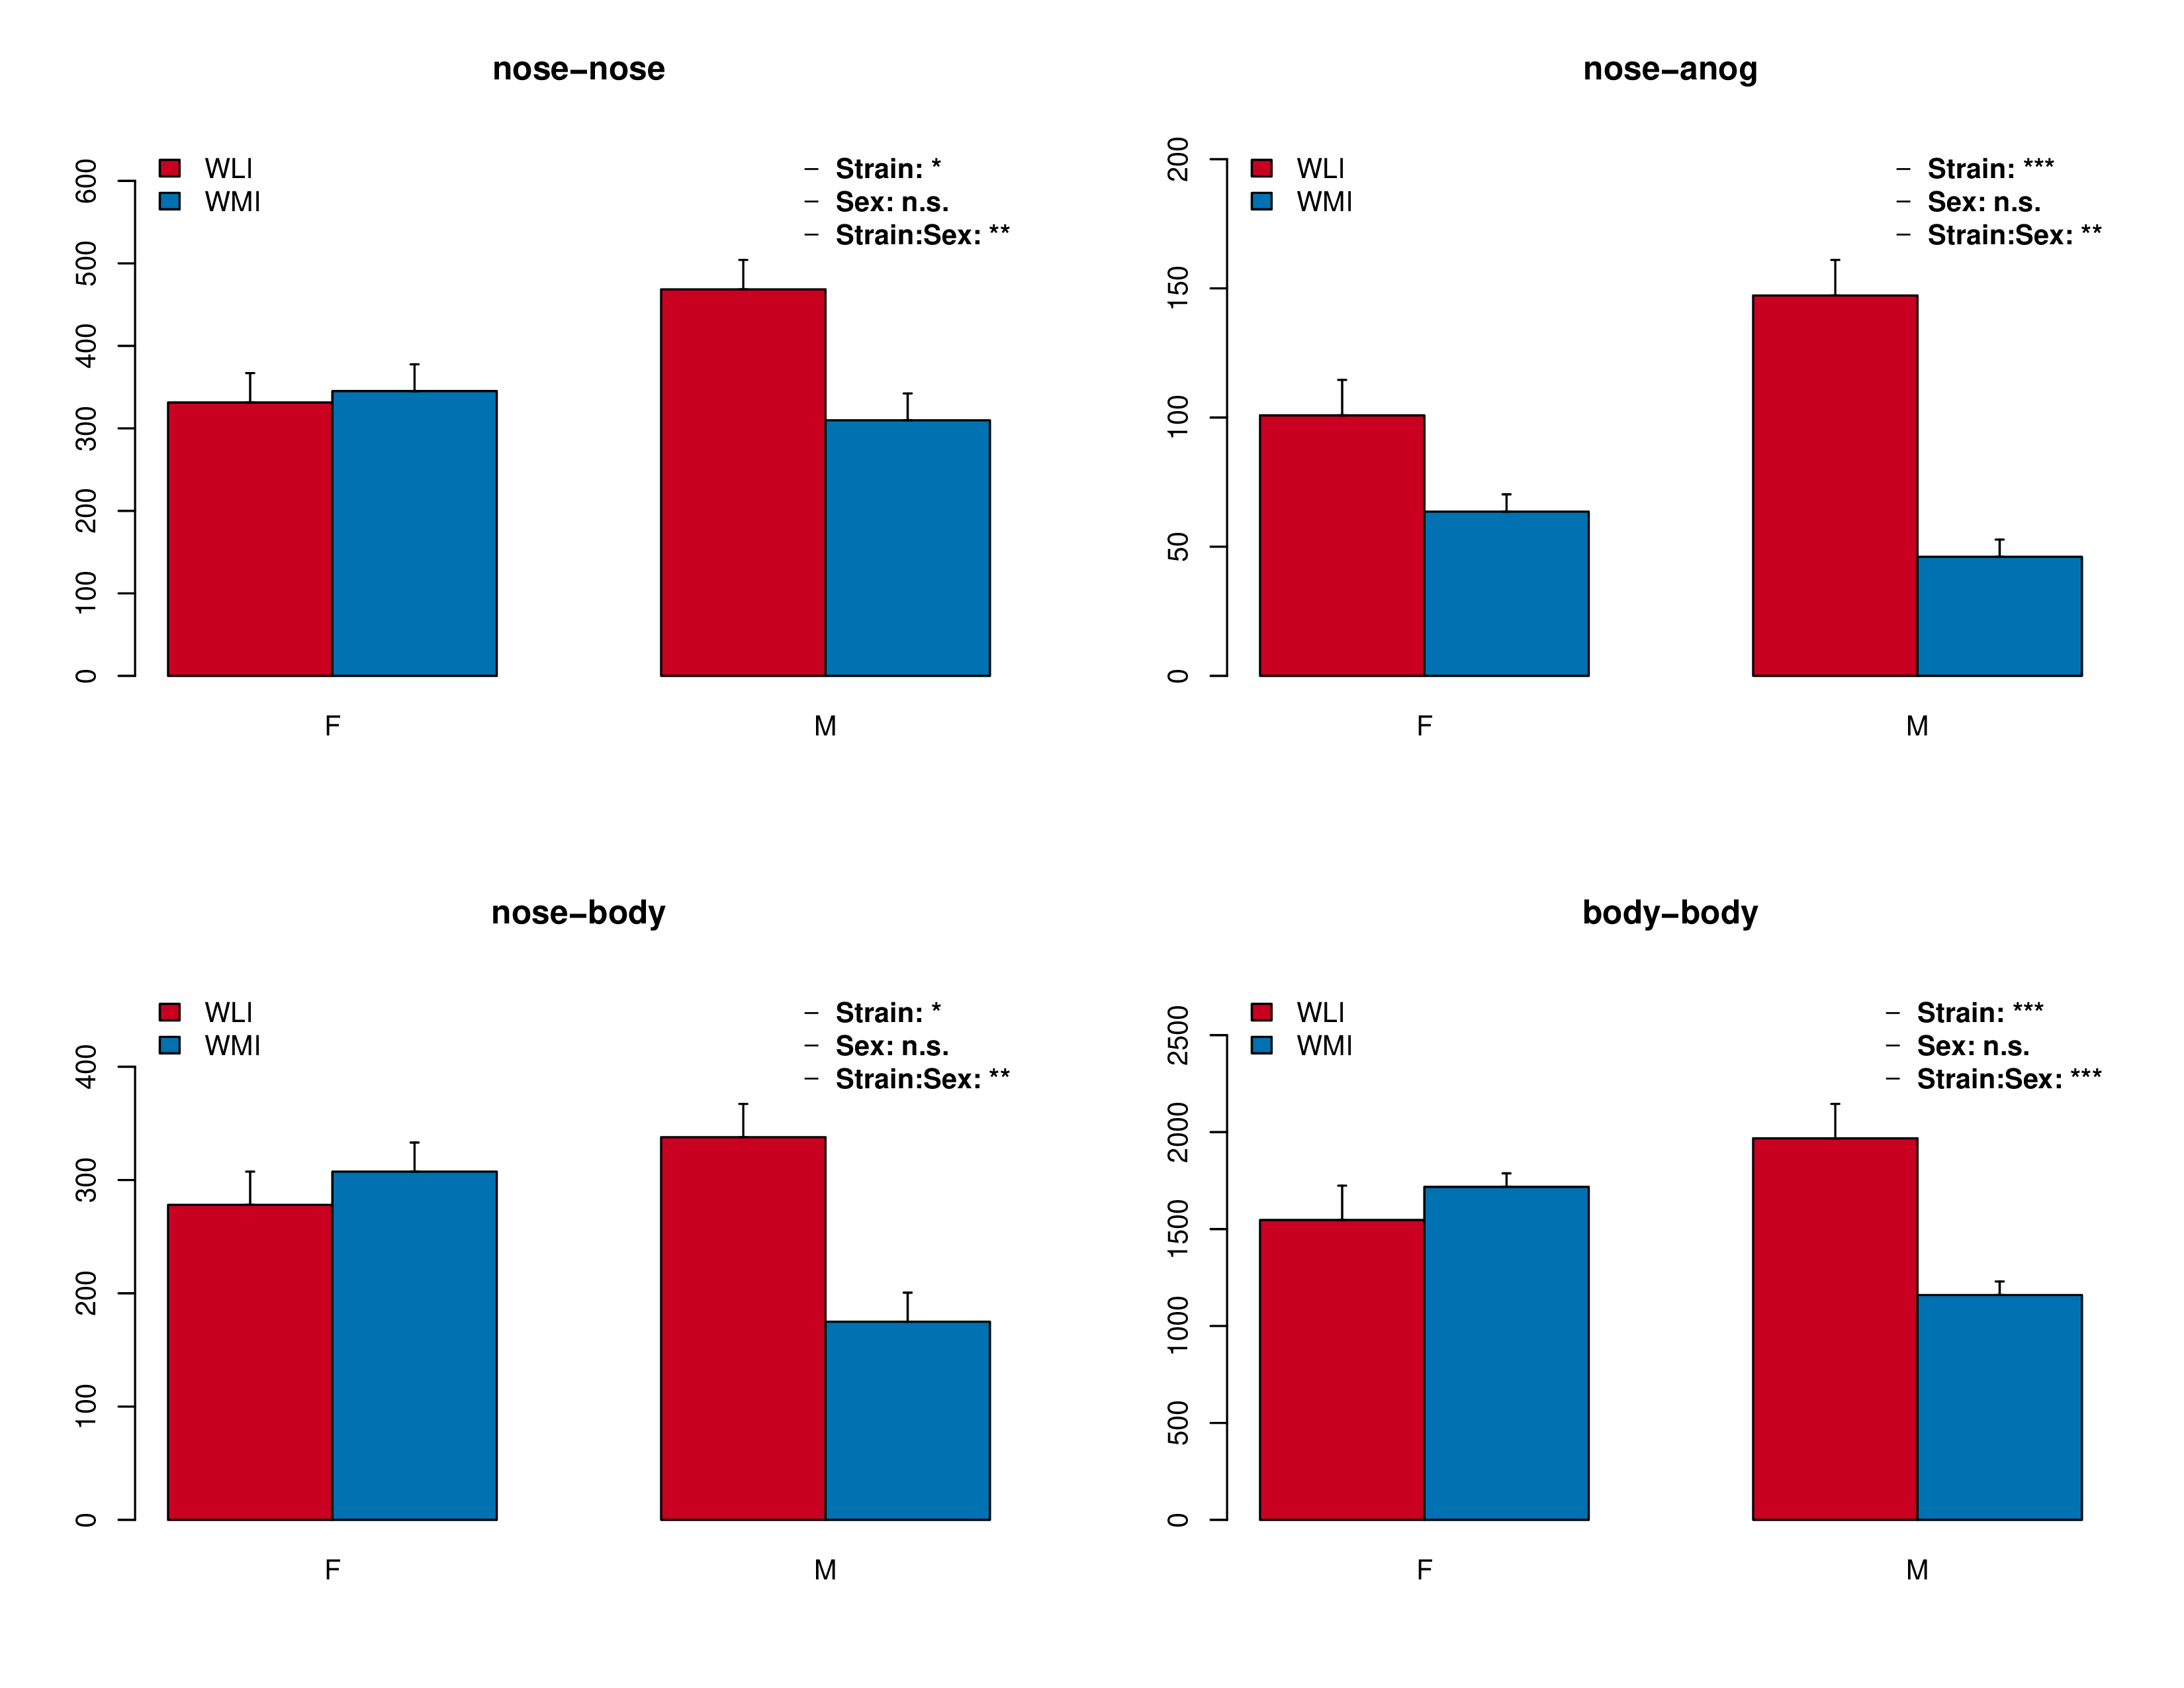 nose−nose
600
500
400
300
200
100
0
WLI
WMI
− Strain: *
− Sex: n.s.
− Strain:Sex: **
F
M
nose−anog
200
150
100
50
0
WLI
WMI
− Strain: ***
− Sex: n.s.
− Strain:Sex: **
F
M
nose−body
400
300
200
100
0
WLI
WMI
− Strain: *
− Sex: n.s.
− Strain:Sex: **
F
M
body−body
2500
2000
1500
1000
500
0
WLI
WMI
− Strain: ***
− Sex: n.s.
− Strain:Sex: ***
F
M